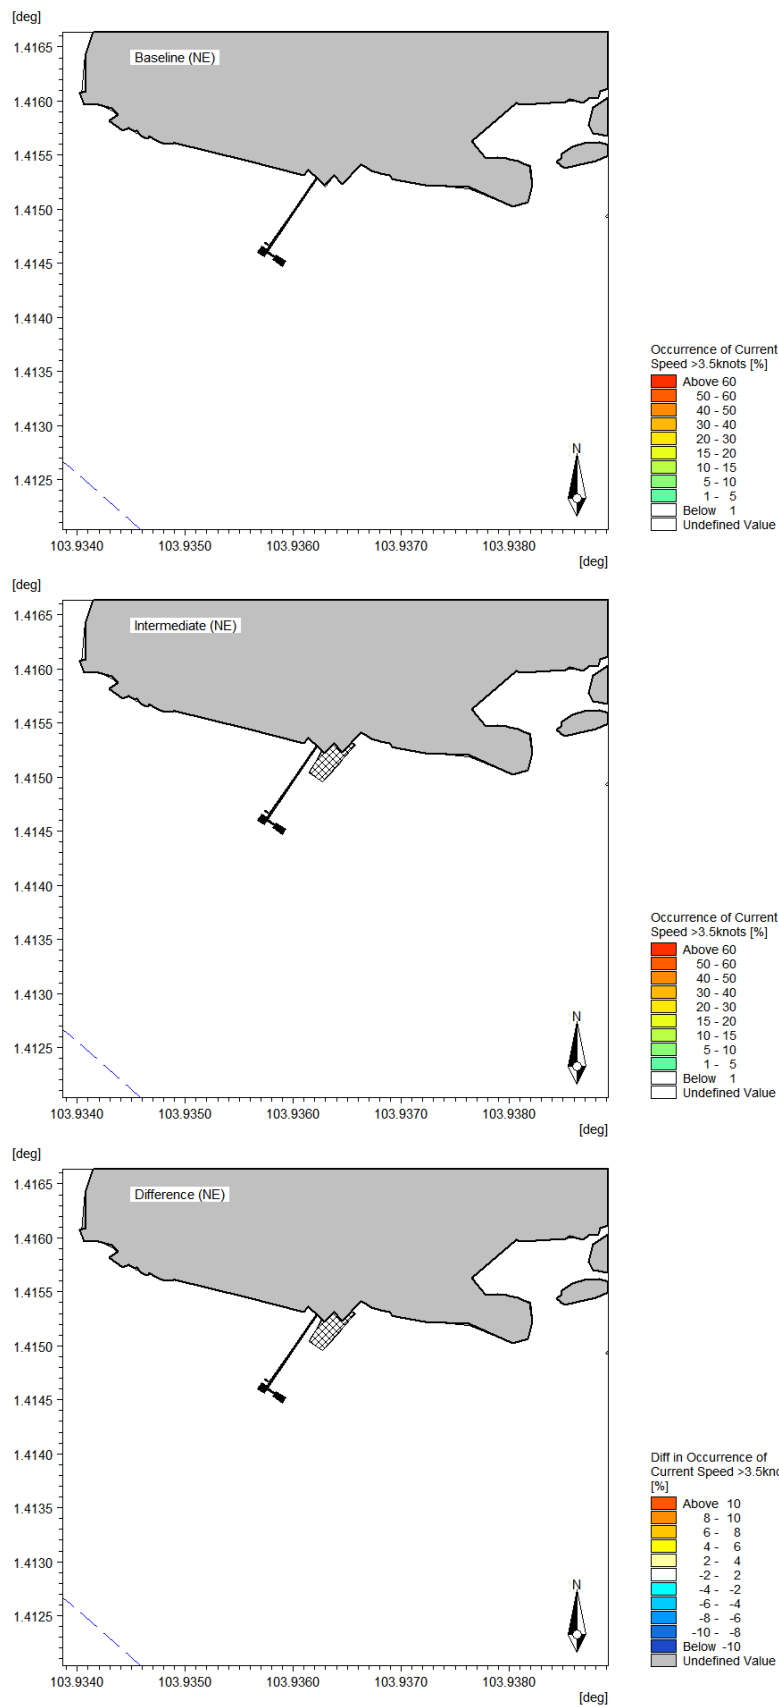 [deg]
1.4165
Baseline (NE)
1.4160
1.4155
1.4150
1.4145
1.4140
1.4135
1.4130
1.4125
N
103.9340 103.9350 103.9360 103.9370 103.9380
[deg]
Occurrence of Current
Speed >3.5knots [%]
Above 60
50 - 60
40 - 50
30 - 40
20 - 30
15 - 20
10 - 15
5 - 10
1 - 5
Below 1
Undefined Value
[deg]
1.4165
Intermediate (NE)
1.4160
1.4155
1.4150
1.4145
1.4140
1.4135
1.4130
1.4125
N
103.9340 103.9350 103.9360 103.9370 103.9380
[deg]
Occurrence of Current
Speed >3.5knots [%]
Above 60
50 - 60
40 - 50
30 - 40
20 - 30
15 - 20
10 - 15
5 - 10
1 - 5
Below 1
Undefined Value
[deg]
1.4165
Difference (NE)
1.4160
1.4155
1.4150
1.4145
1.4140
1.4135
1.4130
1.4125
N
103.9340 103.9350 103.9360 103.9370 103.9380
[deg]
Diff in Occurrence of
Current Speed >3.5kno
[%]
Above 10
8 - 10
6 - 8
4 - 6
2 - 4
-2 - 2
-4 - -2
-6 - -4
-8 - -6
-10 - -8
Below -10
Undefined Value